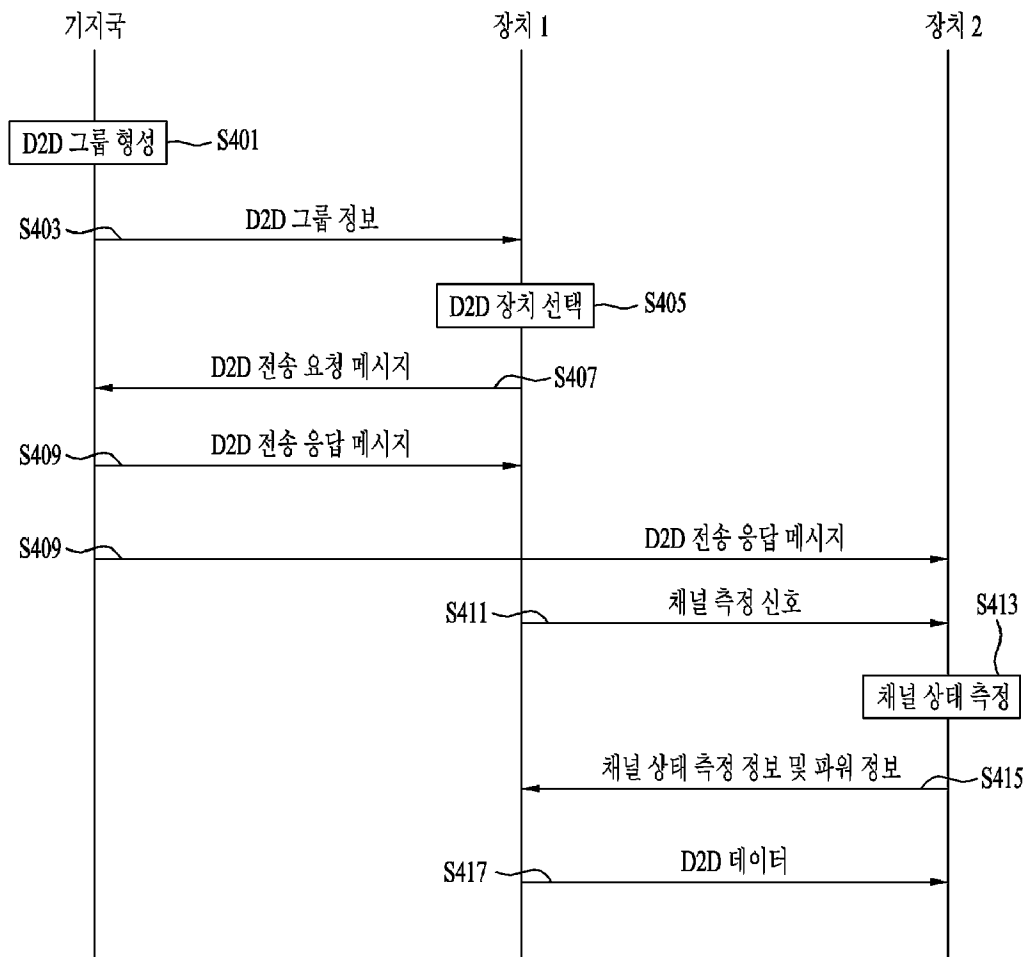 기지국
장치 1
장치 2
D2D 그룹 형성
S401
D2D 그룹 정보
S403
D2D 장치 선택
S405
D2D 전송 요청 메시지
S407
D2D 전송 응답 메시지
S409
D2D 전송 응답 메시지
S409
채널 측정 신호
S411
S413
채널 상태 측정
채널 상태 측정 정보 및 파워 정보
S415
D2D 데이터
S417